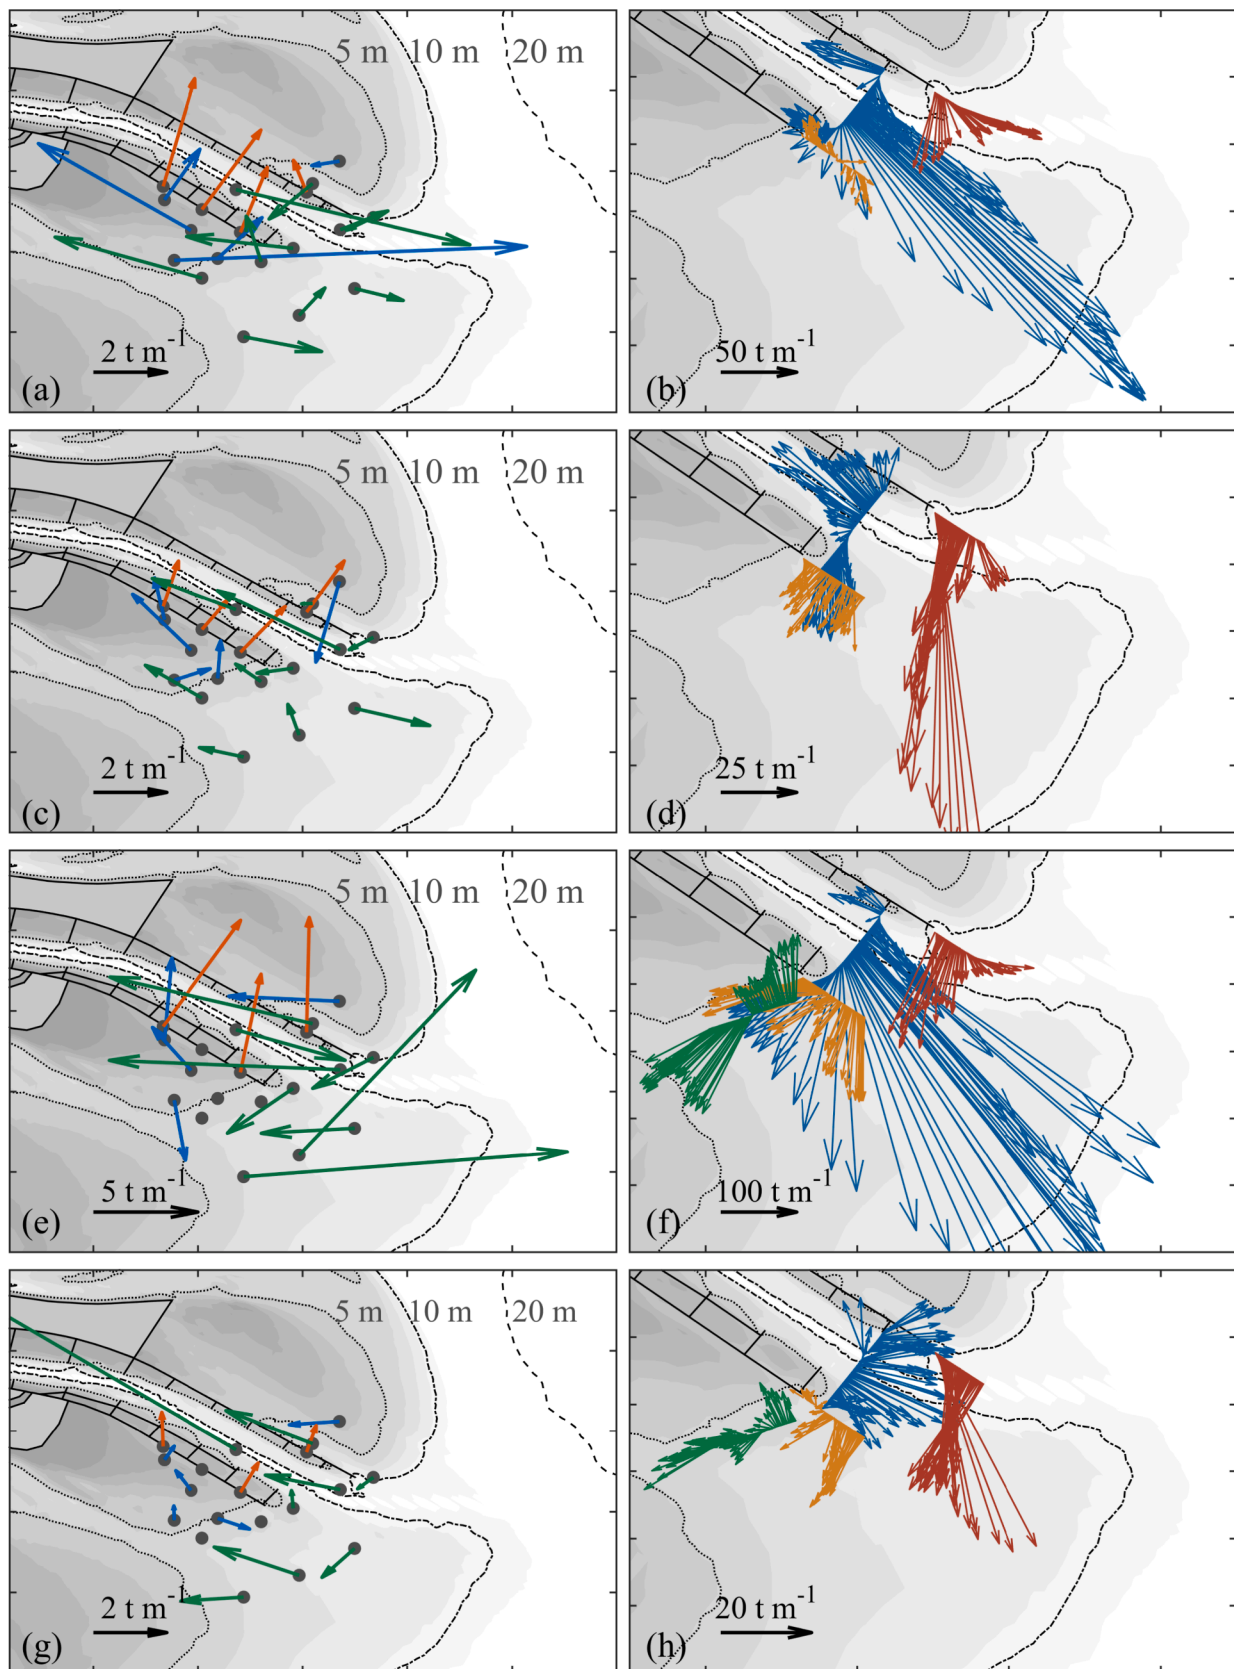 5 m 10 m 20 m
2 t m⁻¹
(a)
50 t m⁻¹
(b)
5 m 10 m 20 m
2 t m⁻¹
(c)
25 t m⁻¹
(d)
5 m 10 m 20 m
5 t m⁻¹
(e)
100 t m⁻¹
(f)
5 m 10 m 20 m
2 t m⁻¹
(g)
20 t m⁻¹
(h)